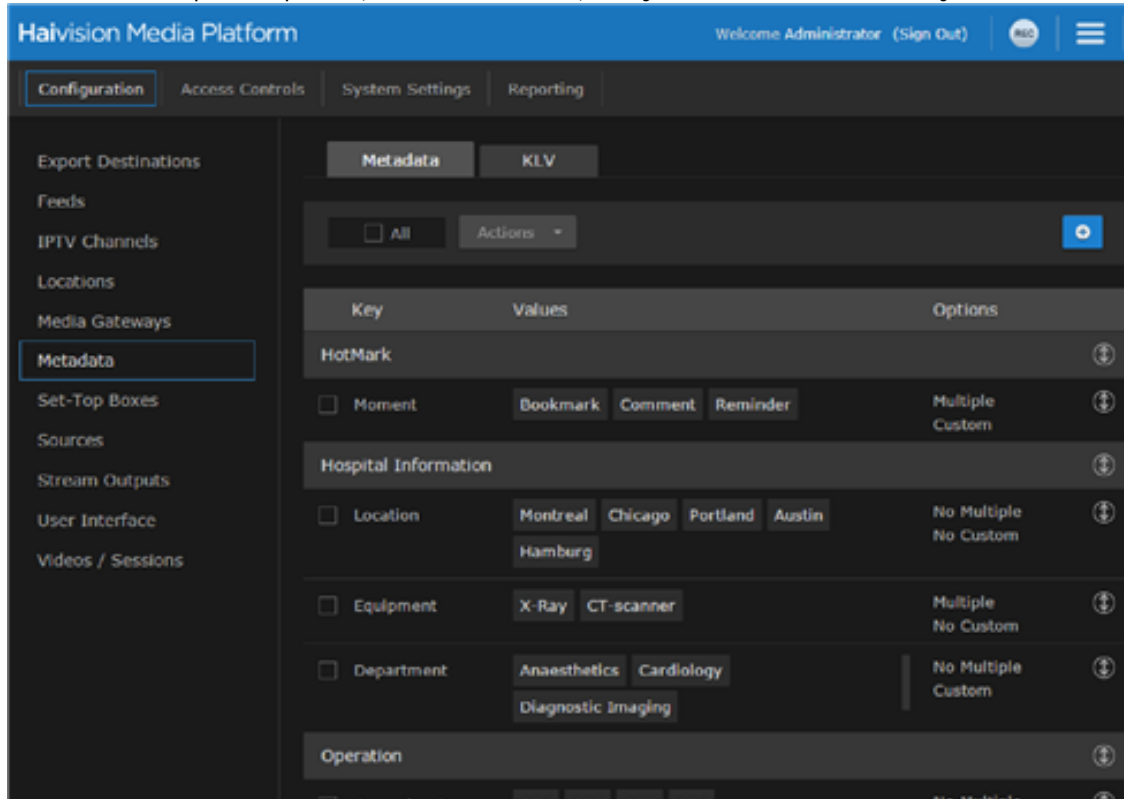 Haivision Media Platform
Welcome Administrator (Sign Out)
REC
Configuration
Access Controls
System Settings
Reporting
Export Destinations
Feeds
IPTV Channels
Locations
Media Gateways
Metadata
Set-Top Boxes
Sources
Stream Outputs
User Interface
Videos / Sessions
Metadata
KLV
All
Actions
Key Values Options
HotMark
Moment Bookmark Comment Reminder Multiple
Custom
Hospital Information
Location Montreal Chicago Portland Austin No Multiple
Hamburg No Custom
Equipment X-Ray CT-scanner Multiple
No Custom
Department Anaesthetics Cardiology No Multiple
Diagnostic Imaging Custom
Operation